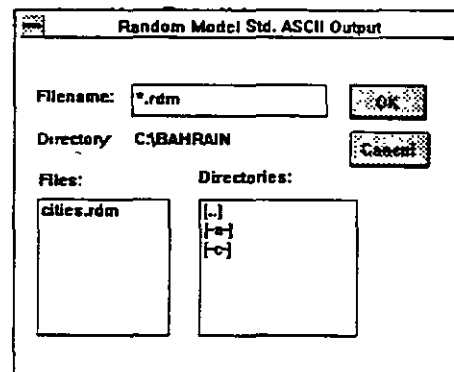 Random Model Std. ASCII Output
Filename: *.rdm OK
Directory C:\BAHRAIN Cancel
Files: Directories:
cities.rdm [..]
[-a-]
[-c-]